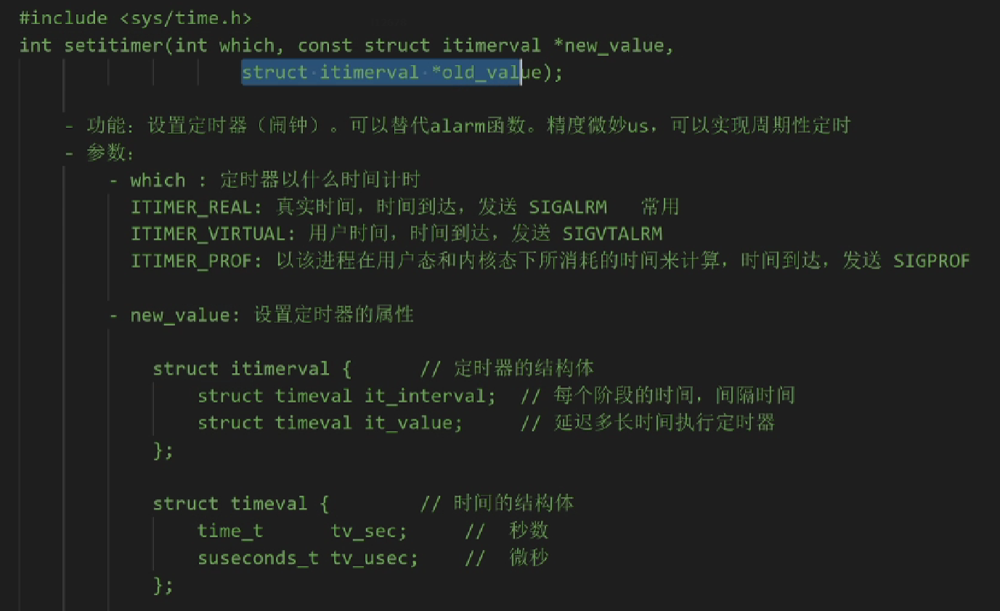 #include <sys/time.h>
int setitimer(int which, const struct itimerval *new_value,
struct itimerval *old_value);
- 功能：设置定时器（闹钟）。可以替代alarm函数。精度微妙us，可以实现周期性定时
- 参数：
- which : 定时器以什么时间计时
ITIMER_REAL: 真实时间，时间到达，发送 SIGALRM   常用
ITIMER_VIRTUAL: 用户时间，时间到达，发送 SIGVTALRM
ITIMER_PROF: 以该进程在用户态和内核态下所消耗的时间来计算，时间到达，发送 SIGPROF
- new_value: 设置定时器的属性
struct itimerval {      // 定时器的结构体
struct timeval it_interval;  // 每个阶段的时间，间隔时间
struct timeval it_value;     // 延迟多长时间执行定时器
};
struct timeval {        // 时间的结构体
time_t      tv_sec;     //  秒数
suseconds_t tv_usec;    //  微秒
};